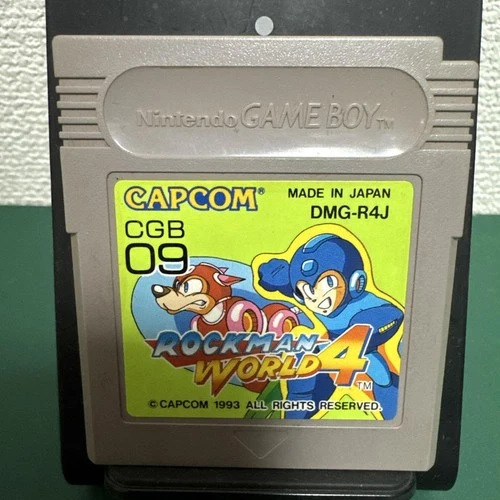 Nintendo GAME BOY TM
CAPCOM®
MADE IN JAPAN
DMG-R4J
CGB
09
ROCKMAN
WORLD 4
TM
© CAPCOM 1993 ALL RIGHTS RESERVED.